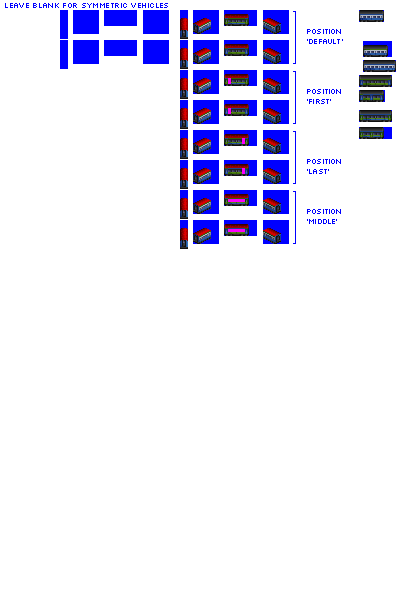 LEAVE BLANK FOR SYMMETRIC VEHICLES
POSITION
'DEFAULT'
POSITION
'FIRST'
POSITION
'LAST'
POSITION
'MIDDLE'